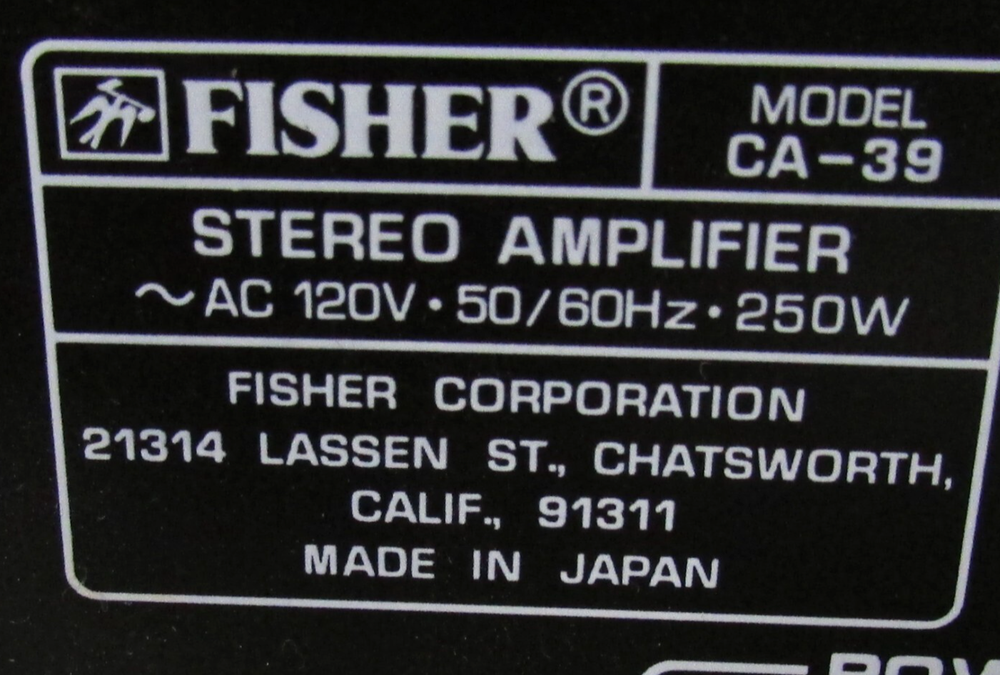 FISHER®
MODEL
CA-39
STEREO AMPLIFIER
~AC 120V · 50/60Hz · 250W
FISHER CORPORATION
21314 LASSEN ST., CHATSWORTH,
CALIF., 91311
MADE IN JAPAN